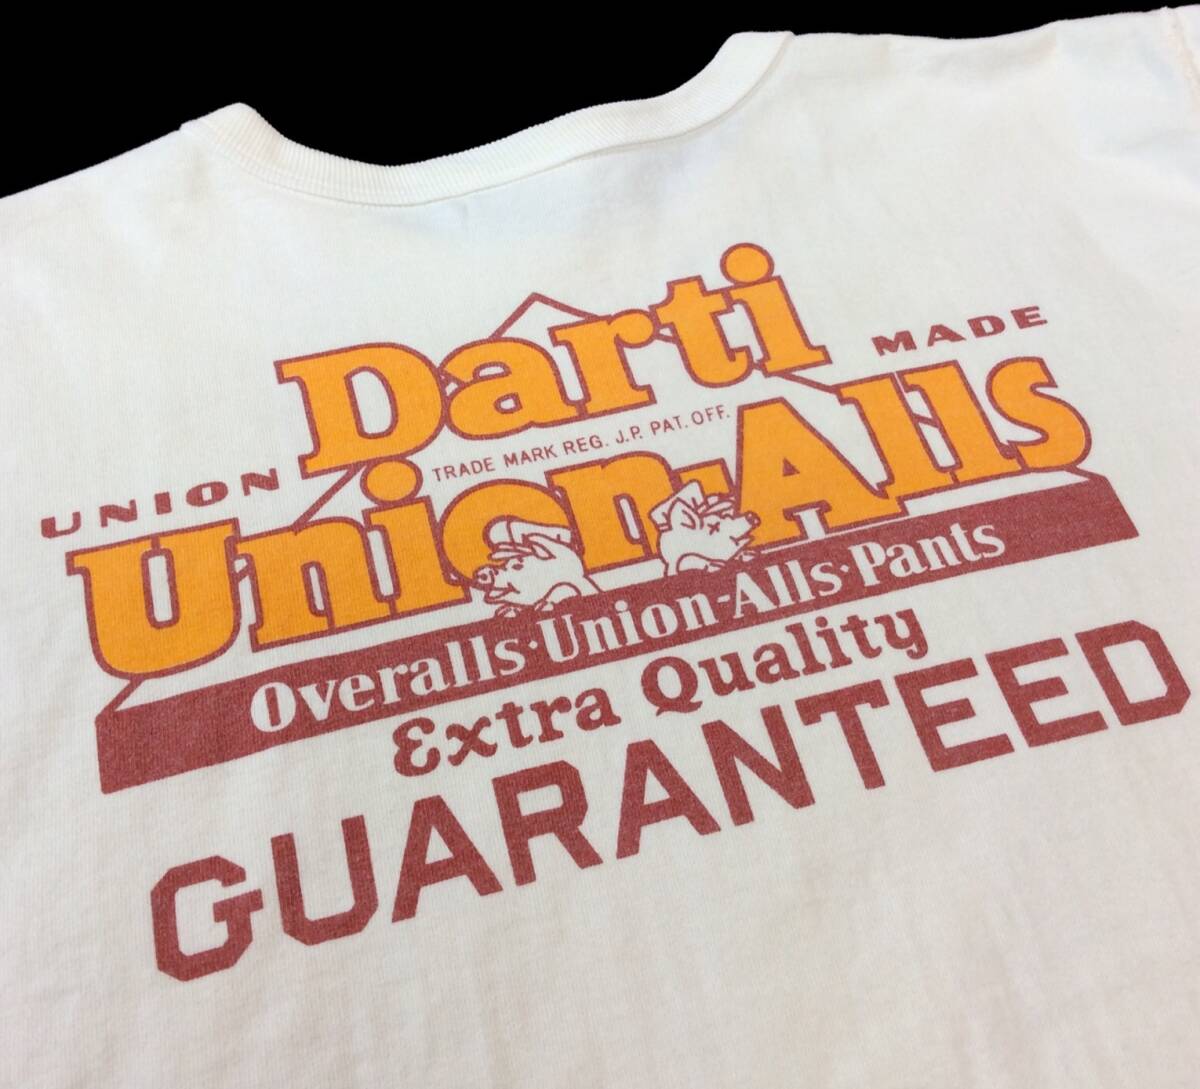 Darti
UNION MADE
TRADE MARK REG. J.P. PAT. OFF.
Union-Alls
Overalls·Union-Alls·Pants
Extra Quality
GUARANTEED